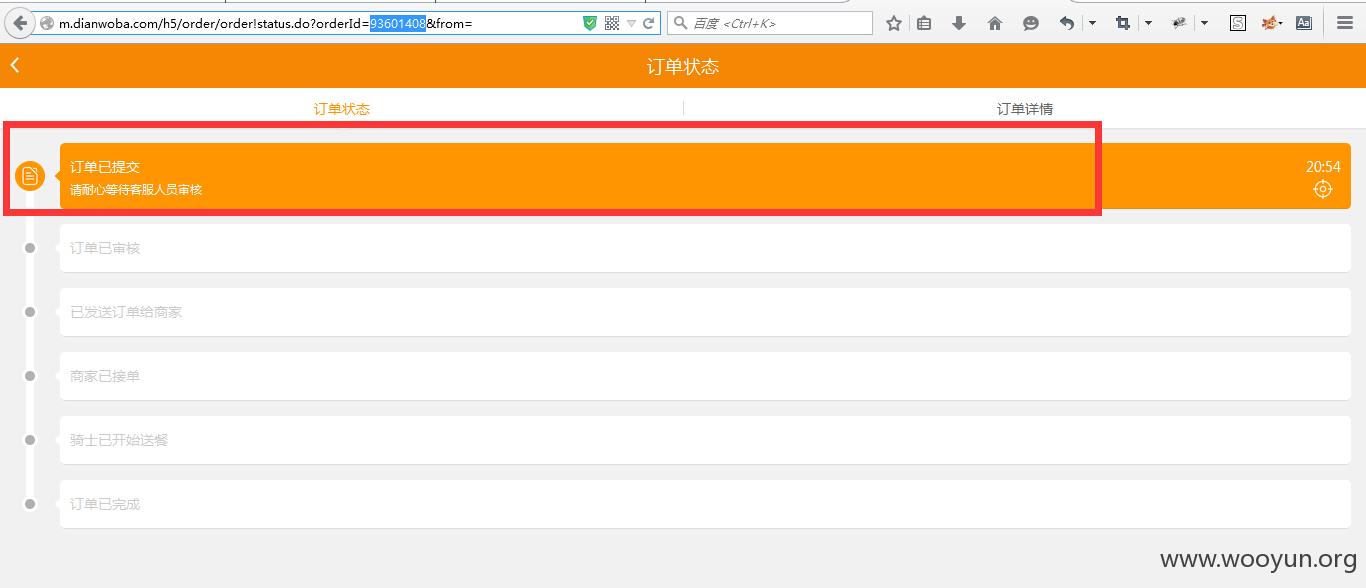 m.dianwoba.com/h5/order/order!status.do?orderId=93601408&from=
百度 <Ctrl+K>
订单状态
订单状态
订单详情
订单已提交
20:54
请耐心等待客服人员审核
订单已审核
已发送订单给商家
商家已接单
骑士已开始送餐
订单已完成
www.wooyun.org